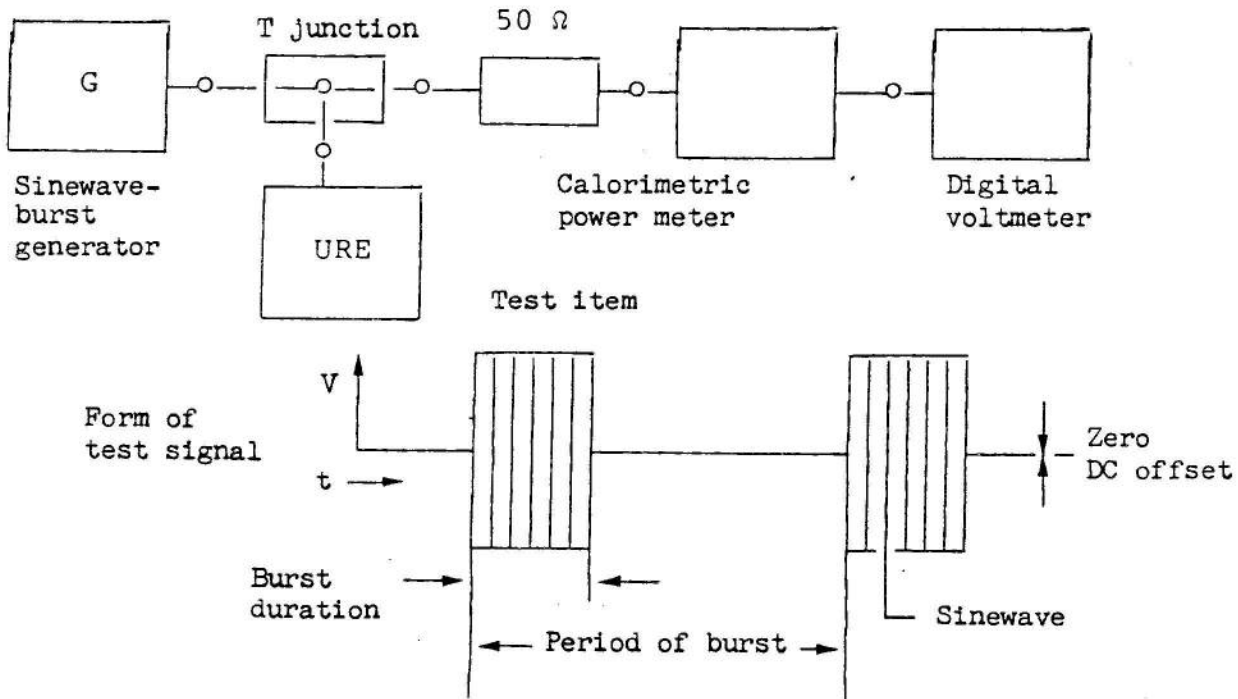 T junction
50 Ω
G
Sinewave-
burst
generator
URE
Calorimetric
power meter
Digital
voltmeter
Test item
Form of
test signal
V
t
Zero
DC offset
Burst
duration
Period of burst
Sinewave